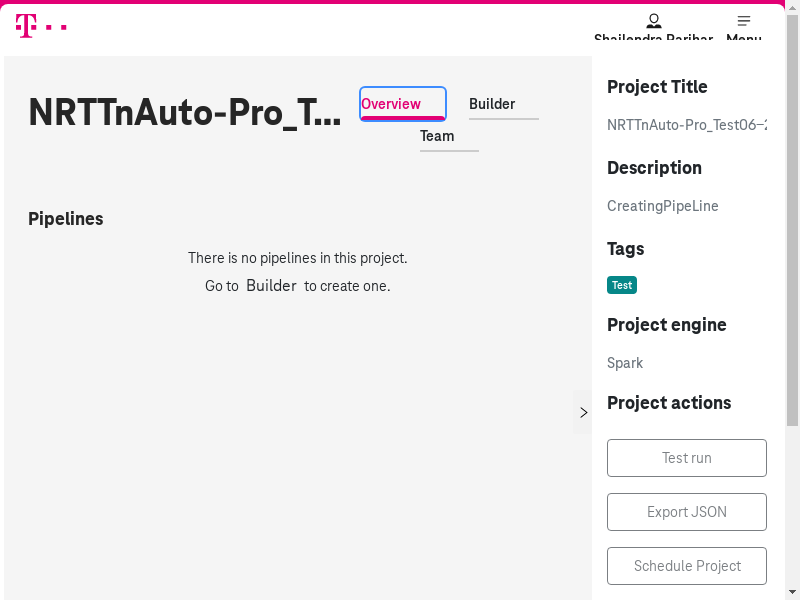 T
Shailendra Parihar
Menu
NRTTnAuto-Pro_T...
Overview
Builder
Team
Pipelines
There is no pipelines in this project.
Go to Builder to create one.
Project Title
NRTTnAuto-Pro_Test06-2
Description
CreatingPipeLine
Tags
Test
Project engine
Spark
Project actions
Test run
Export JSON
Schedule Project